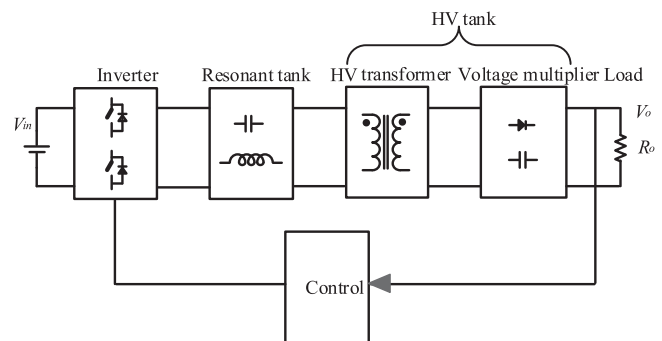 HV tank
Inverter
Resonant tank
HV transformer
Voltage multiplier
Load
Vin
Vo
Ro
Control